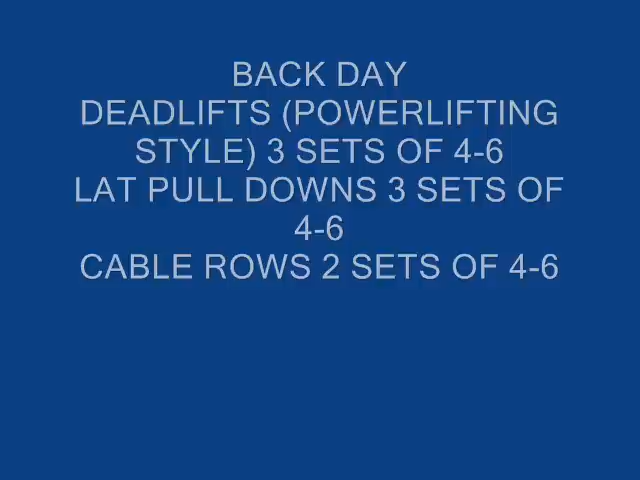 BACK DAY
DEADLIFTS (POWERLIFTING
STYLE) 3 SETS OF 4-6
LAT PULL DOWNS 3 SETS OF
4-6
CABLE ROWS 2 SETS OF 4-6